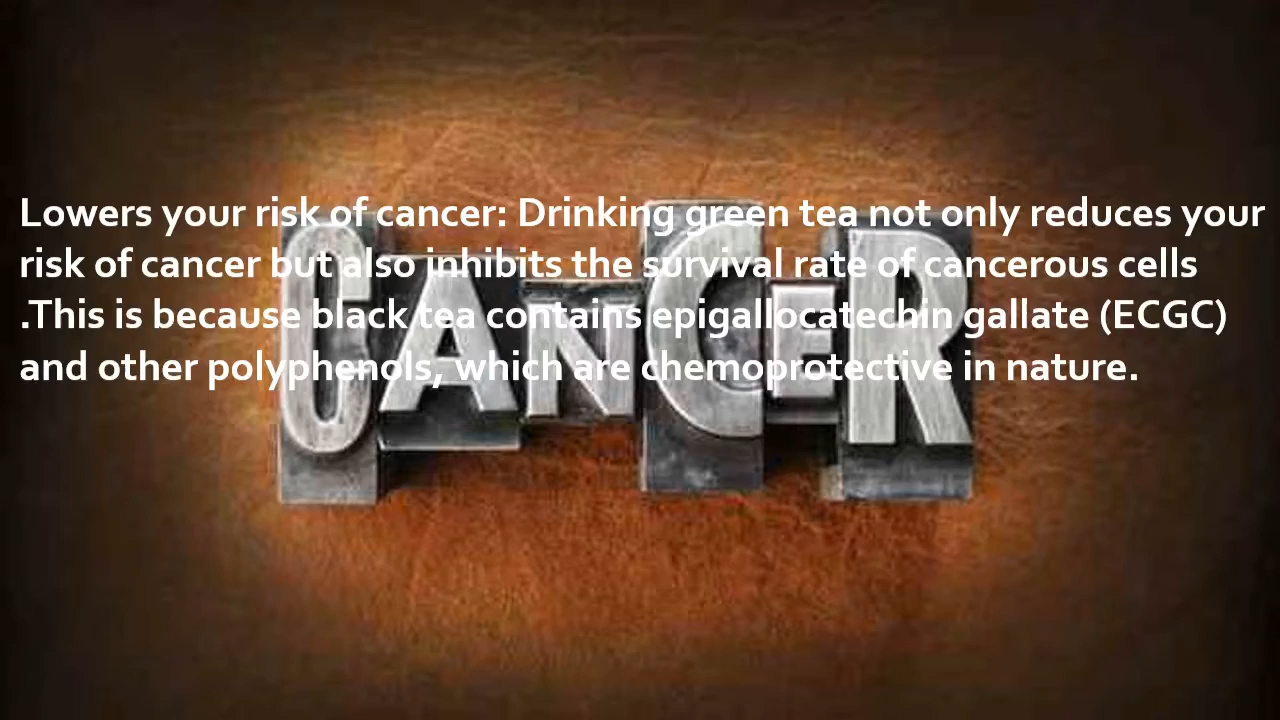 Lowers your risk of cancer: Drinking green tea not only reduces your
risk of cancer but also inhibits the survival rate of cancerous cells
.This is because black tea contains epigallocatechin gallate (ECGC)
and other polyphenols, which are chemoprotective in nature.
CANCER